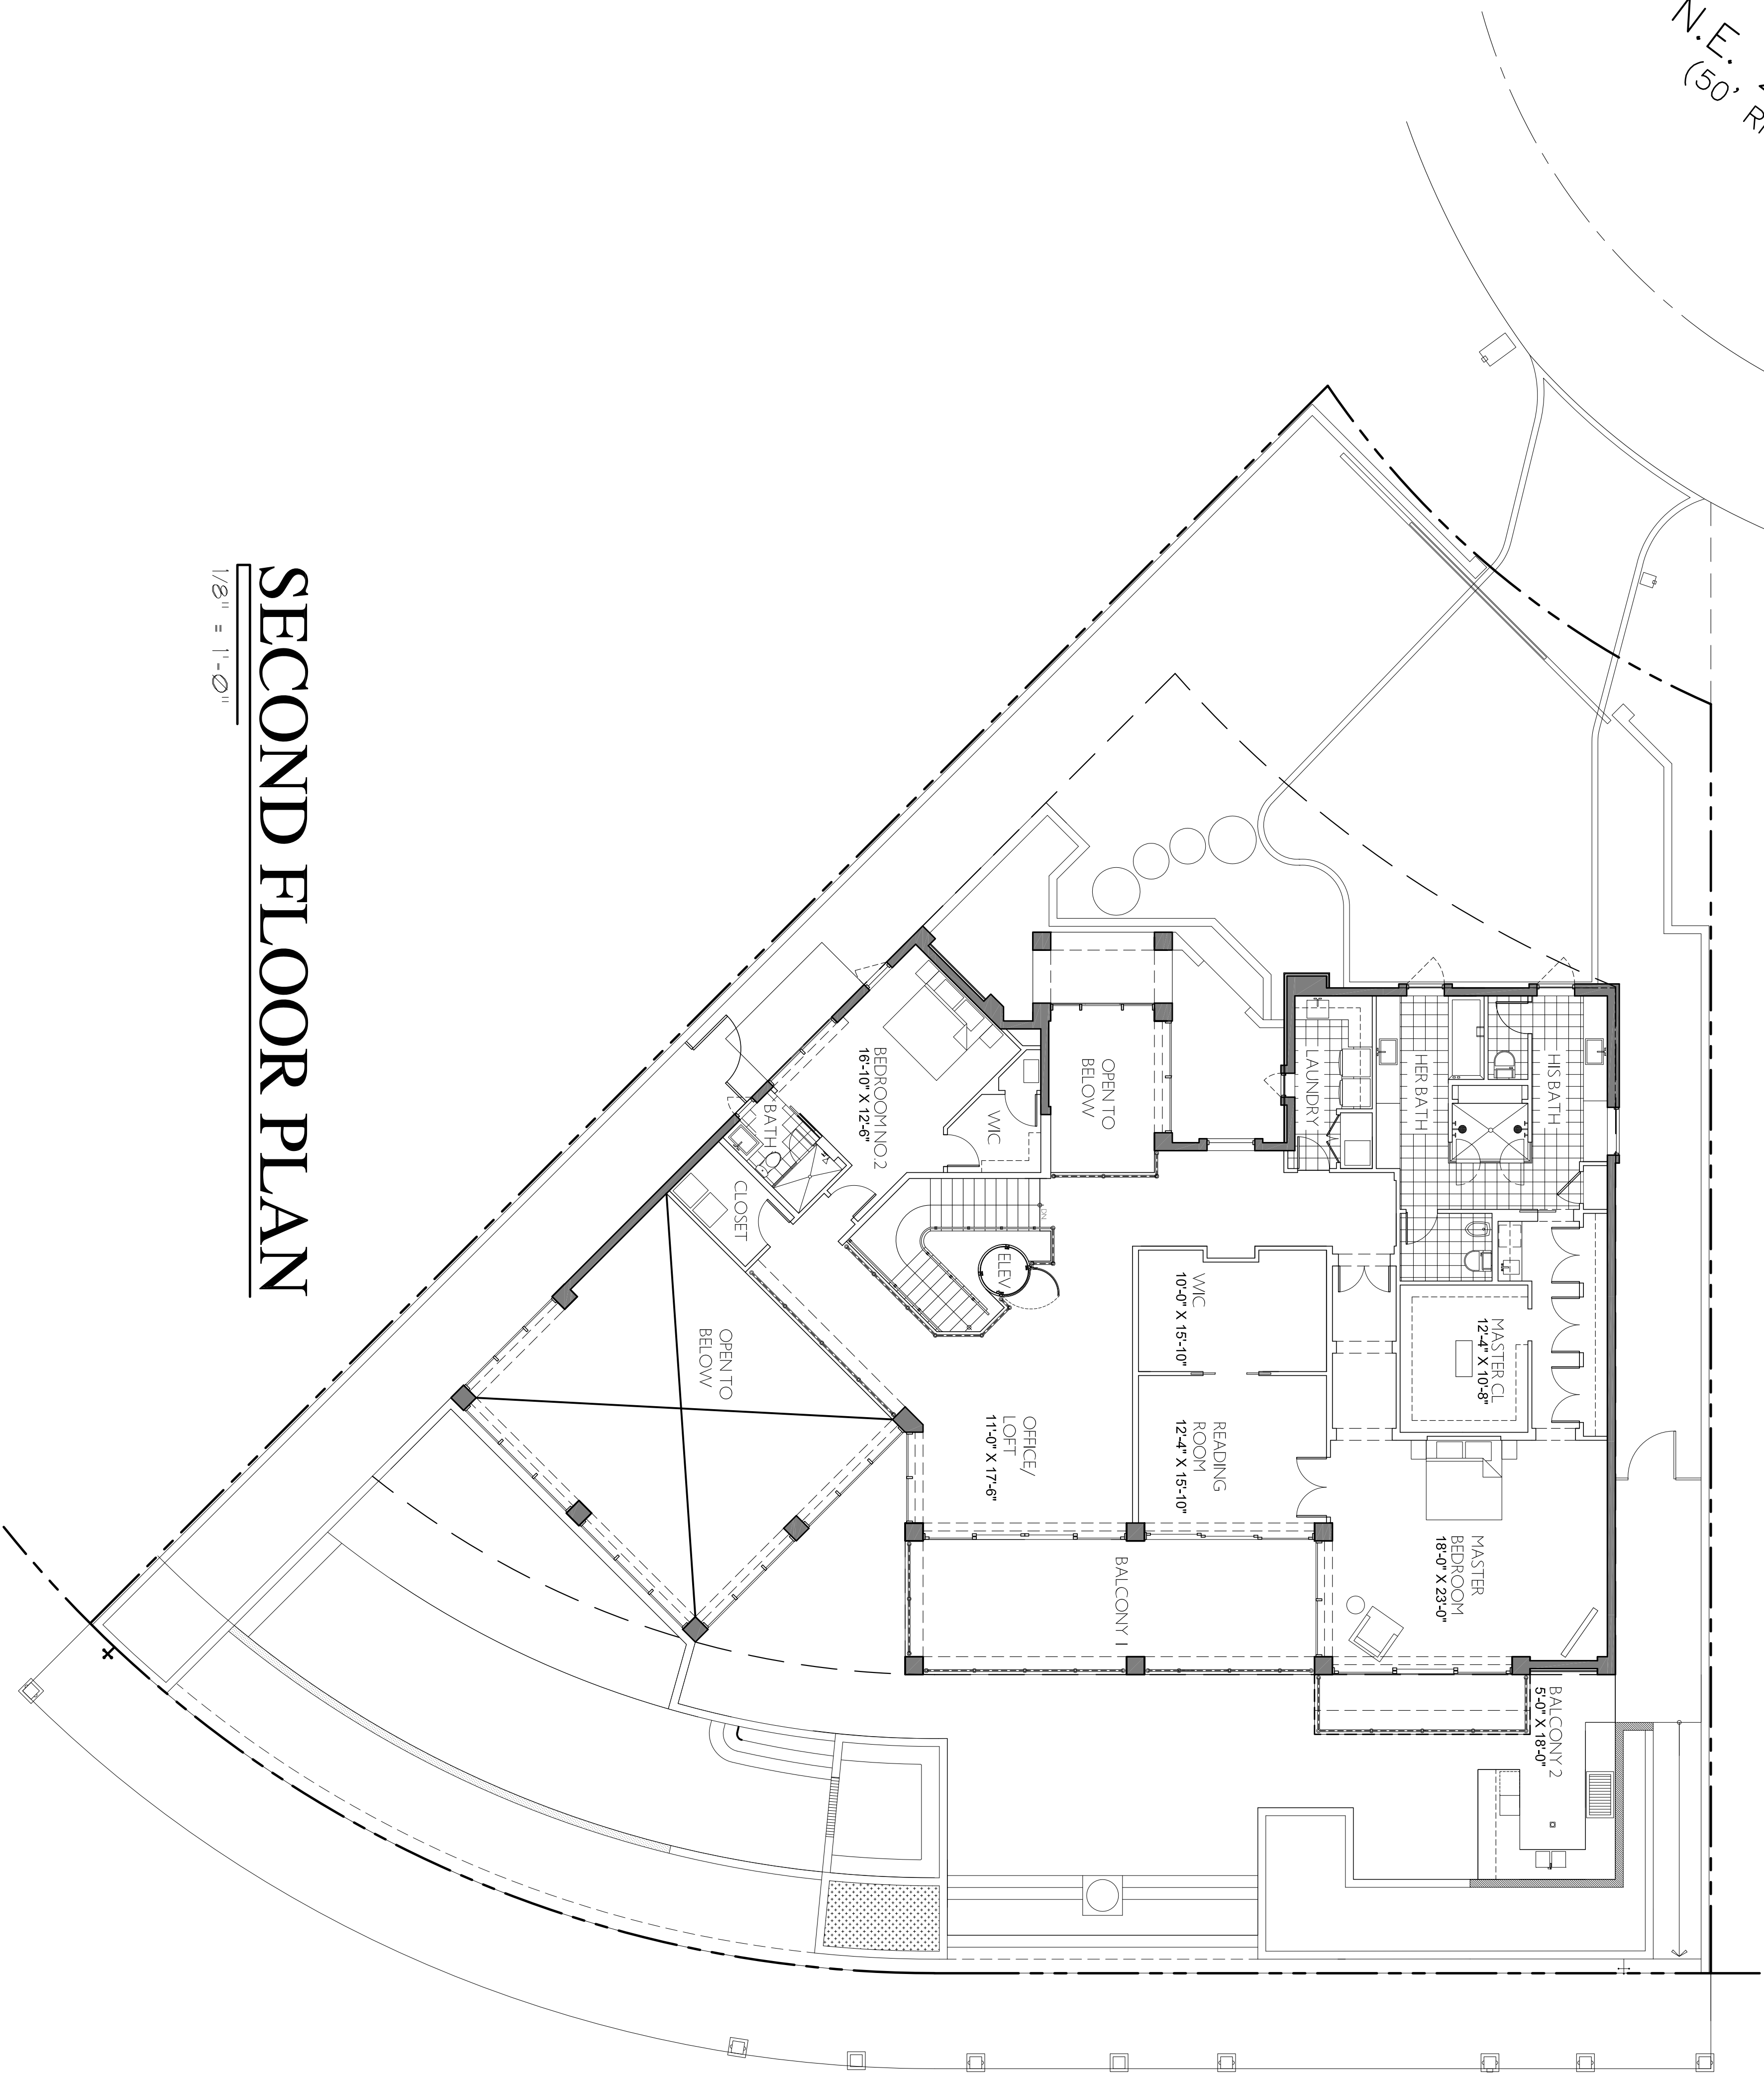 N.E.
(50'
HIS BATH
HER BATH
LAUNDRY
MASTER CL
12'-4" X 10'-8"
MASTER
BEDROOM
18'-0" X 23'-0"
BALCONY 2
5'-0" X 18'-0"
OPEN TO
BELOW
WIC
10'-0" X 15'-10"
READING
ROOM
12'-4" X 15'-10"
BALCONY 1
WIC
DN
ELEV
OFFICE/
LOFT
11'-0" X 17'-6"
BEDROOM NO.2
16'-10" X 12'-6"
BATH
CLOSET
OPEN TO
BELOW
SECOND FLOOR PLAN
1/8" = 1'-0"